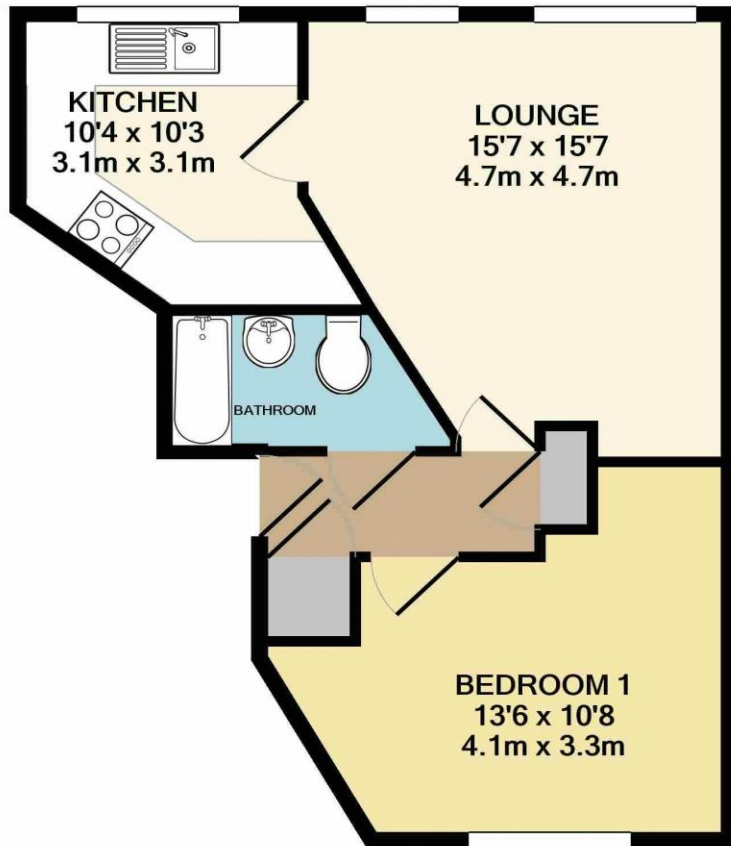 KITCHEN
10'4 x 10'3
3.1m x 3.1m
LOUNGE
15'7 x 15'7
4.7m x 4.7m
BATHROOM
BEDROOM 1
13'6 x 10'8
4.1m x 3.3m